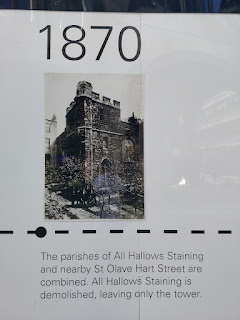 1870
The parishes of All Hallows Staining
and nearby St Olave Hart Street are
combined. All Hallows Staining is
demolished, leaving only the tower.